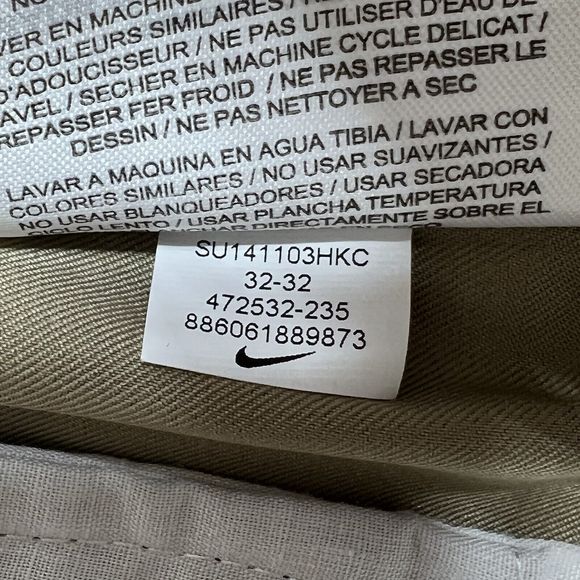 VER EN MACHINE
COULEURS SIMILAIRES /
D'ADOUCISSEUR / NE PAS UTILISER D'EAU DE
AVEL / SECHER EN MACHINE CYCLE DELICAT /
REPASSER FER FROID / NE PAS REPASSER LE
DESSIN / NE PAS NETTOYER A SEC
LAVAR A MAQUINA EN AGUA TIBIA / LAVAR CON
COLORES SIMILARES / NO USAR SUAVIZANTES /
NO USAR BLANQUEADORES / USAR SECADORA
CICLO LENTO / USAR PLANCHA TEMPERATURA
DIRECTAMENTE SOBRE EL
SU141103HKC
32-32
472532-235
886061889873